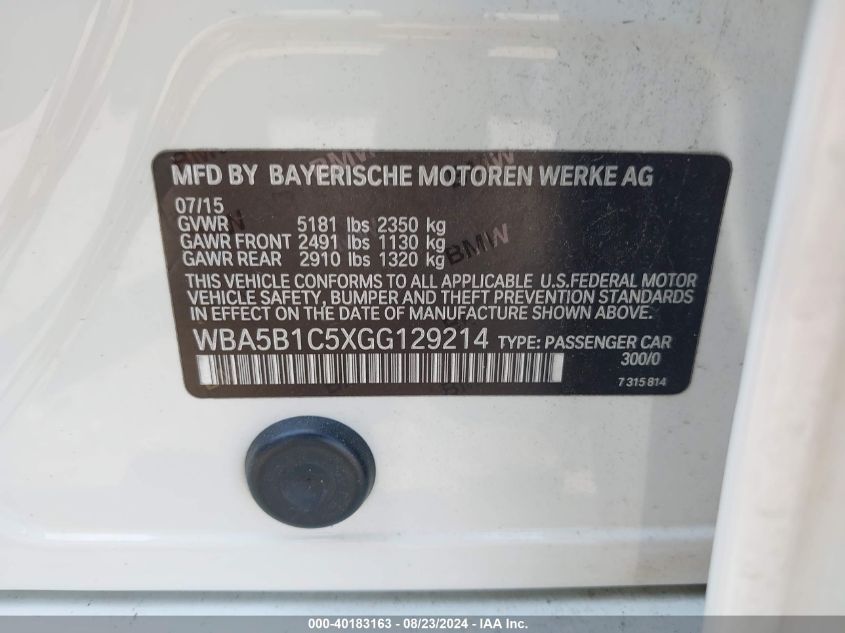 MFD BY BAYERISCHE MOTOREN WERKE AG
07/15
GVWR 5181 lbs 2350 kg
GAWR FRONT 2491 lbs 1130 kg
GAWR REAR 2910 lbs 1320 kg
THIS VEHICLE CONFORMS TO ALL APPLICABLE U.S.FEDERAL MOTOR
VEHICLE SAFETY, BUMPER AND THEFT PREVENTION STANDARDS
IN EFFECT ON THE DATE OF MANUFACTURE SHOWN ABOVE.
WBA5B1C5XGG129214 TYPE: PASSENGER CAR
300/0
7 315 814
000-40183163 - 08/23/2024 - IAAI Inc.